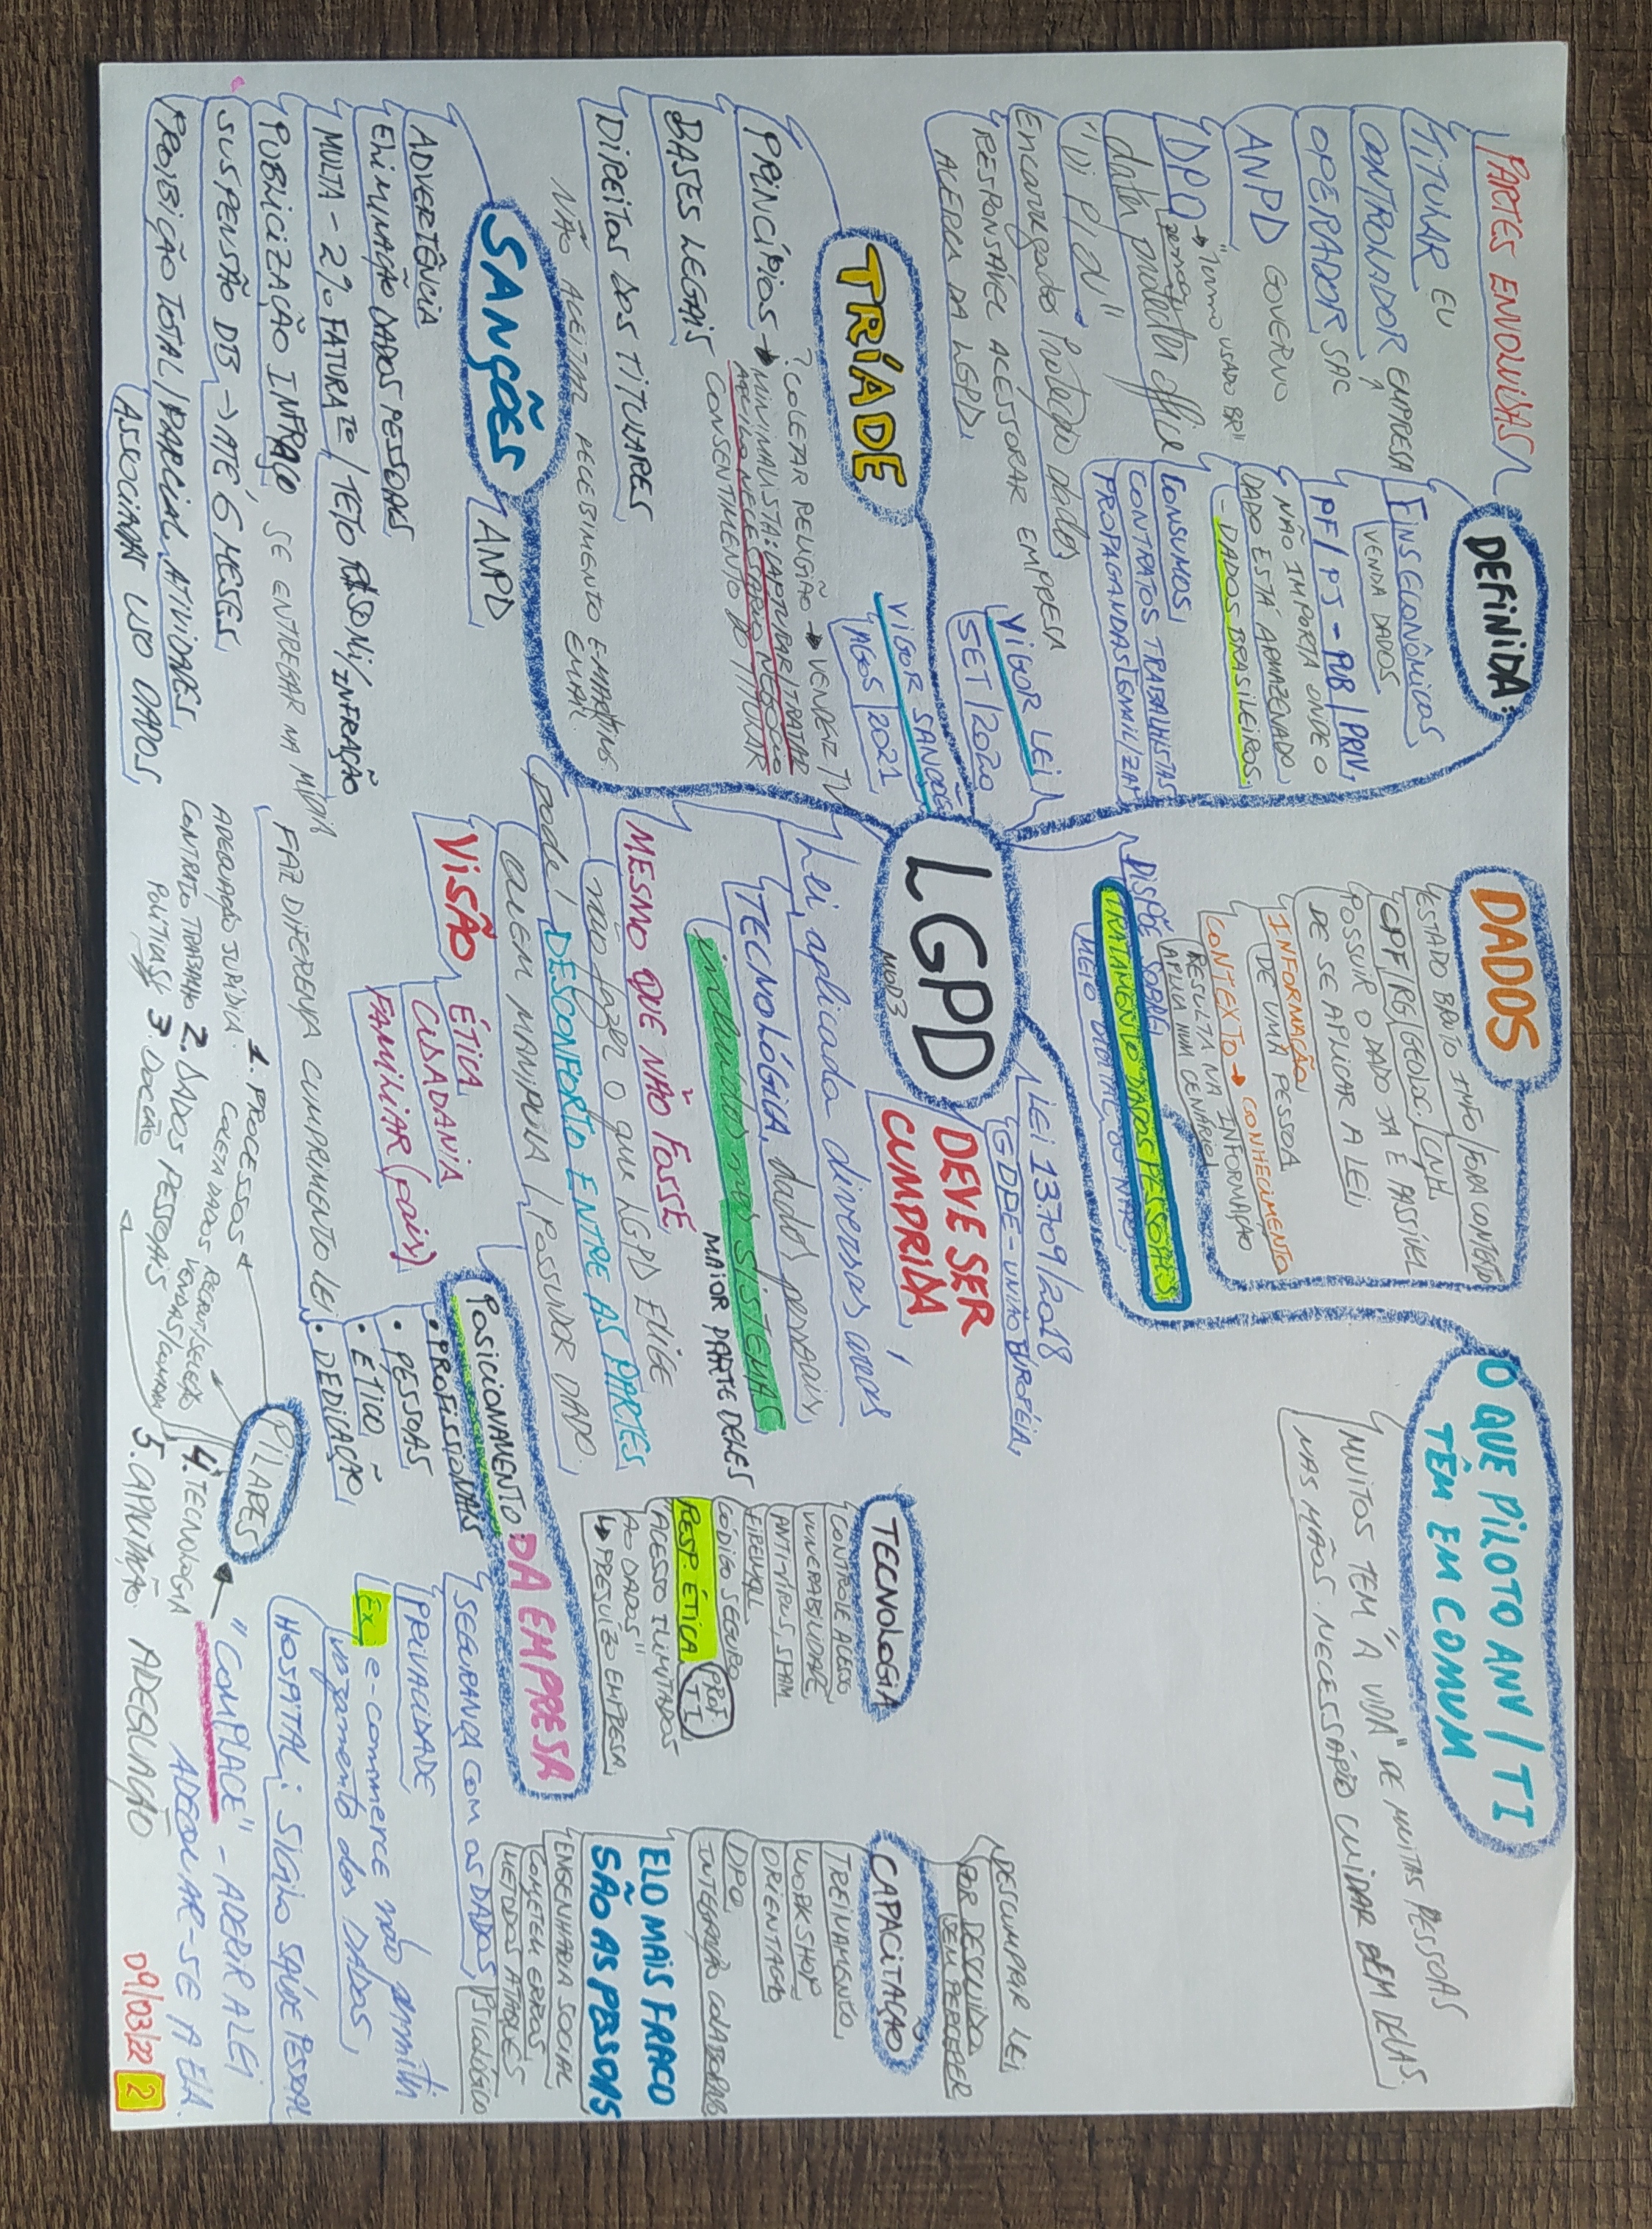 PARTES ENVOLVIDAS
TITULAR EU
CONTROLADOR EMPRESA
OPERADOR SAC
ANPD GOVERNO
DPO → "Termo USADO BR"
pessoa
data protecter office
"Di PI OU"
Encarregado Proteção dados
RESPONSÁVEL ACESSORAR EMPRESA
ACERCA DA LGPD
DEFINIDA:
FINS ECONÔMICOS
VENDA DADOS
PF / PJ - PUB / PRIV
NÃO IMPORTA ONDE O
DADO ESTÁ ARMAZENADO
- DADOS BRASILEIROS.
CONSUMOS
CONTRATOS TRABALHISTAS
PROPAGANDAS [EMAIL/ZAP
DADOS
ESTADO BRUTO INFO / FORA CONTEXTO
CPF / RG / GEOLOC. / CNH
POSSUIR O DADO JA É PASSÍVEL
DE SE APLICAR A LEI
INFORMAÇÃO
DE UMA PESSOA
CONTEXTO → CONHECIMENTO
RESULTA NA INFORMAÇÃO
APLICA NUM CENÁRIO
DISPÕE SOBRE
TRATAMENTO DADOS PESSOAIS
MEIO DIGITAL OU NÃO
O QUE PILOTO ANV / TI
TÊM EM COMUM
MUITOS TEM "A VIDA" DE MUITAS PESSOAS
NAS MÃOS. NECESSÁRIO CUIDAR BEM DELAS.
VIGOR LEI
SET / 2020
VIGOR SANÇÕES
AGOS 2021
LGPD
MOD3
LEI 13.709/2018
GDPE - UNIÃO EUROPÉIA
DEVE SER
CUMPRIDA
Lei, aplicada diversas áreas
TECNOLÓGICA, dados pessoais
incluídos nos SISTEMAS
MAIOR PARTE DELES
MESMO QUE NÃO FOSSE
não fazer o que LGPD EXIGE
pode! DESCONFORTO ENTRE AS PARTES
QUEM MANIPULA / POSSUIDOR DADO.
VISÃO
ÉTICA
CIDADANIA
FAMILIAR (pais)
FAZ DIFERENÇA CUMPRIMENTO LEI
TRÍADE
? COLETAR RELIGIÃO → VENDER TV
PRINCÍPIOS → MINIMALISTA: CAPTURAR / TRATAR
AQUILO NECESSÁRIO NEGÓCIO
CONSENTIMENTO DO TITULAR
BASES LEGAIS
DIREITOS DOS TITULARES
NÃO ACEITAR RECEBIMENTO E-MARKTING
EMAIL
SANÇÕES
ANPD
ADVERTÊNCIA
ELIMINAÇÃO DADOS PESSOAIS
MULTA - 2% FATURATO / TETO R$50 Mi / INFRAÇÃO
PUBLICIZAÇÃO INFRAÇO, SE ENTREGAR NA MÍDIA
SUSPENSÃO DB → ATÉ 6 MESES
PROIBIÇÃO TOTAL / PARCIAL ATIVIDADES
ASSOCIADAS USO DADOS
TECNOLOGIA
CONTROLE ACESSO
VUNERABILIDADE
ANTI-VÍRUS, SPAM
FIREWALL
CÓDIGO SEGURO
RESP. ÉTICA PROF. TI
ACESSO ILIMITADOS
AO DADOS"
↳ PREJUÍZO EMPRESA
DESCUMPRIR LEI
POR DESCUIDO
SEM PERCEBER
CAPACITAÇÃO
TREINAMENTO
WORKSHOP
ORIENTAÇÃO
DPO
INTEGRAÇÃO COLABORAD
ELO MAIS FRACO
SÃO AS PESSOAS
ENGENHARIA SOCIAL
COMETEM ERROS
METODOS ATAQUES
PSICOLÓGICO
POSICIONAMENTO: DA EMPRESA
• PROFISSIONAIS
• PESSOAS
• ÉTICO
• DEDICAÇÃO
SEGURANÇA COM OS DADOS
PRIVACIDADE
Ex e-commerce não permitir
vazamento dos DADOS
HOSPITAL: SIGILO SAÚDE PESSOAL
PILARES
"COMPLACE" - ADERIR A LEI
ADEQUAR-SE A ELA.
ADEQUAÇÃO
1. PROCESSOS
COLETA DADOS RECRUT/SELEÇÃO
VENDAS/COMPRA
ADEQUAÇÃO JURÍDICA
CONTRATO TRABALHO 2. DADOS PESSOAIS
POLÍTICAS 3. DOCÇÃO
4. TECNOLOGIA
5. CAPACITAÇÃO
09/03/22 2